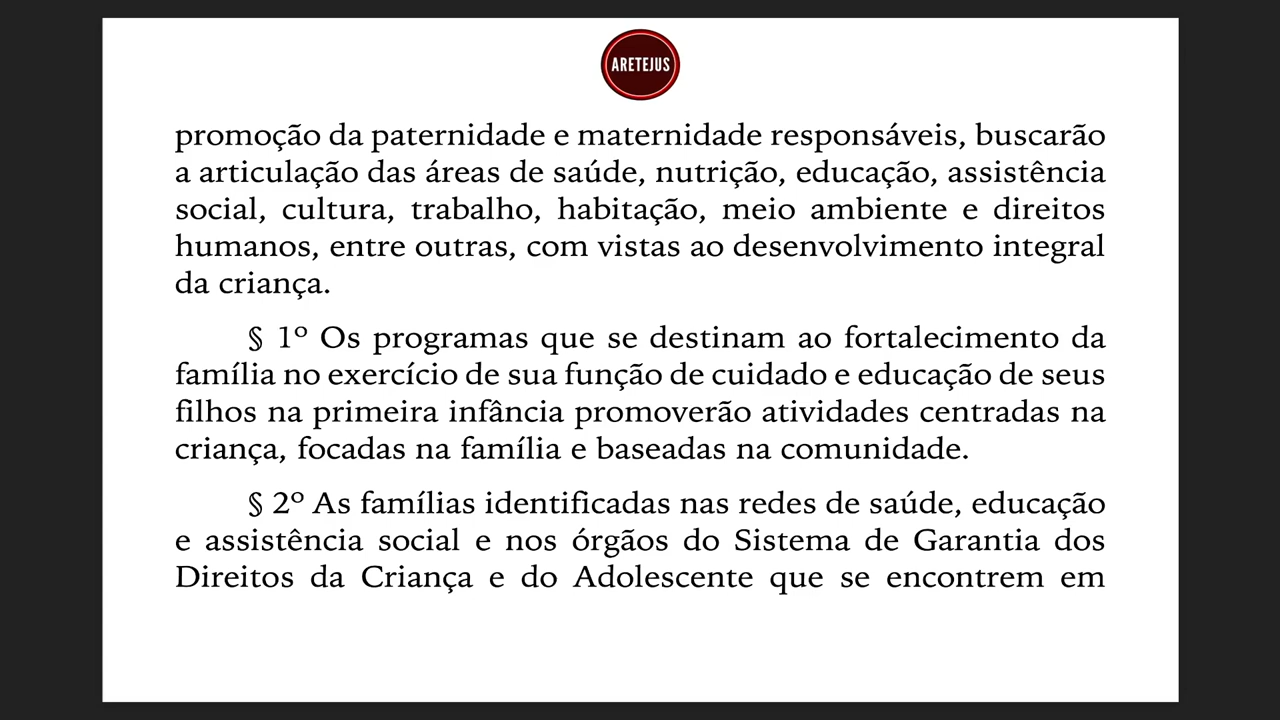 ARETEJUS
promoção da paternidade e maternidade responsáveis, buscarão
a articulação das áreas de saúde, nutrição, educação, assistência
social, cultura, trabalho, habitação, meio ambiente e direitos
humanos, entre outras, com vistas ao desenvolvimento integral
da criança.
§ 1º Os programas que se destinam ao fortalecimento da
família no exercício de sua função de cuidado e educação de seus
filhos na primeira infância promoverão atividades centradas na
criança, focadas na família e baseadas na comunidade.
§ 2º As famílias identificadas nas redes de saúde, educação
e assistência social e nos órgãos do Sistema de Garantia dos
Direitos da Criança e do Adolescente que se encontrem em